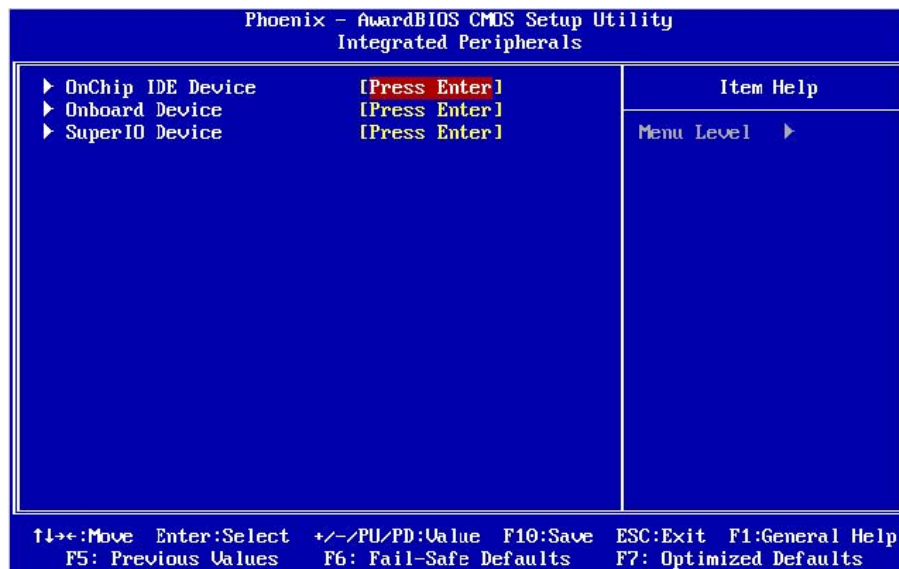 Phoenix - AwardBIOS CMOS Setup Utility
Integrated Peripherals
▶ OnChip IDE Device [Press Enter]
▶ Onboard Device [Press Enter]
▶ SuperIO Device [Press Enter]
Item Help
Menu Level ▶
↑↓→←:Move Enter:Select +/-/PU/PD:Value F10:Save ESC:Exit F1:General Help
F5: Previous Values F6: Fail-Safe Defaults F7: Optimized Defaults